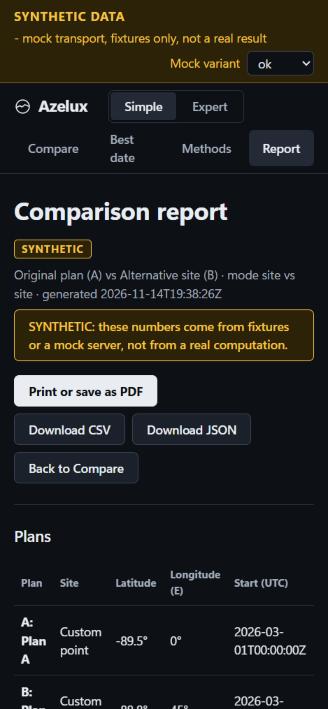 SYNTHETIC DATA
- mock transport, fixtures only, not a real result
Mock variant ok
Azelux Simple Expert
Compare Best date Methods Report
Comparison report
SYNTHETIC
Original plan (A) vs Alternative site (B) · mode site vs
site · generated 2026-11-14T19:38:26Z
SYNTHETIC: these numbers come from fixtures
or a mock server, not from a real computation.
Print or save as PDF
Download CSV Download JSON
Back to Compare
Plans
Plan Site Latitude Longitude (E) Start (UTC)
A: Plan A Custom point -89.5° 0° 2026-03-01T00:00:00Z
B: Custom 45° 2026-03-